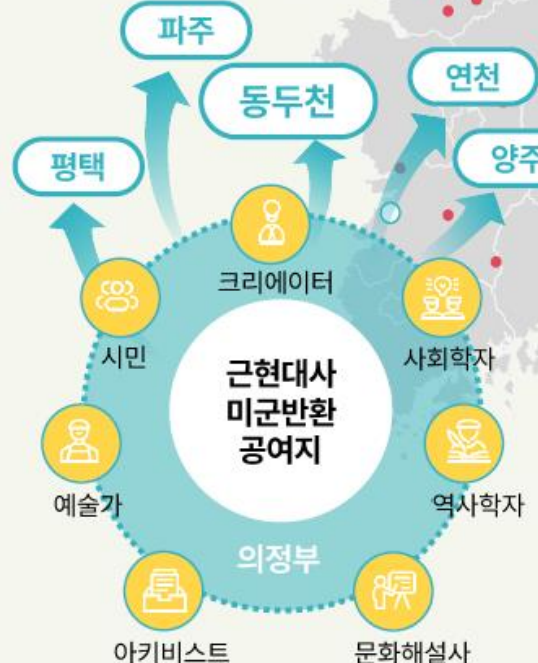 파주
동두천
연천
평택
양주
크리에이터
시민
사회학자
근현대사
미군반환
공여지
예술가
역사학자
의정부
아키비스트
문화해설사